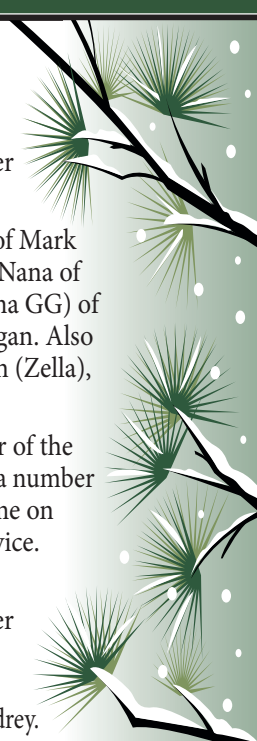 er
of Mark
Nana of
na GG) of
gan. Also
n (Zella),
r of the
a number
ne on
vice.
er
drey.